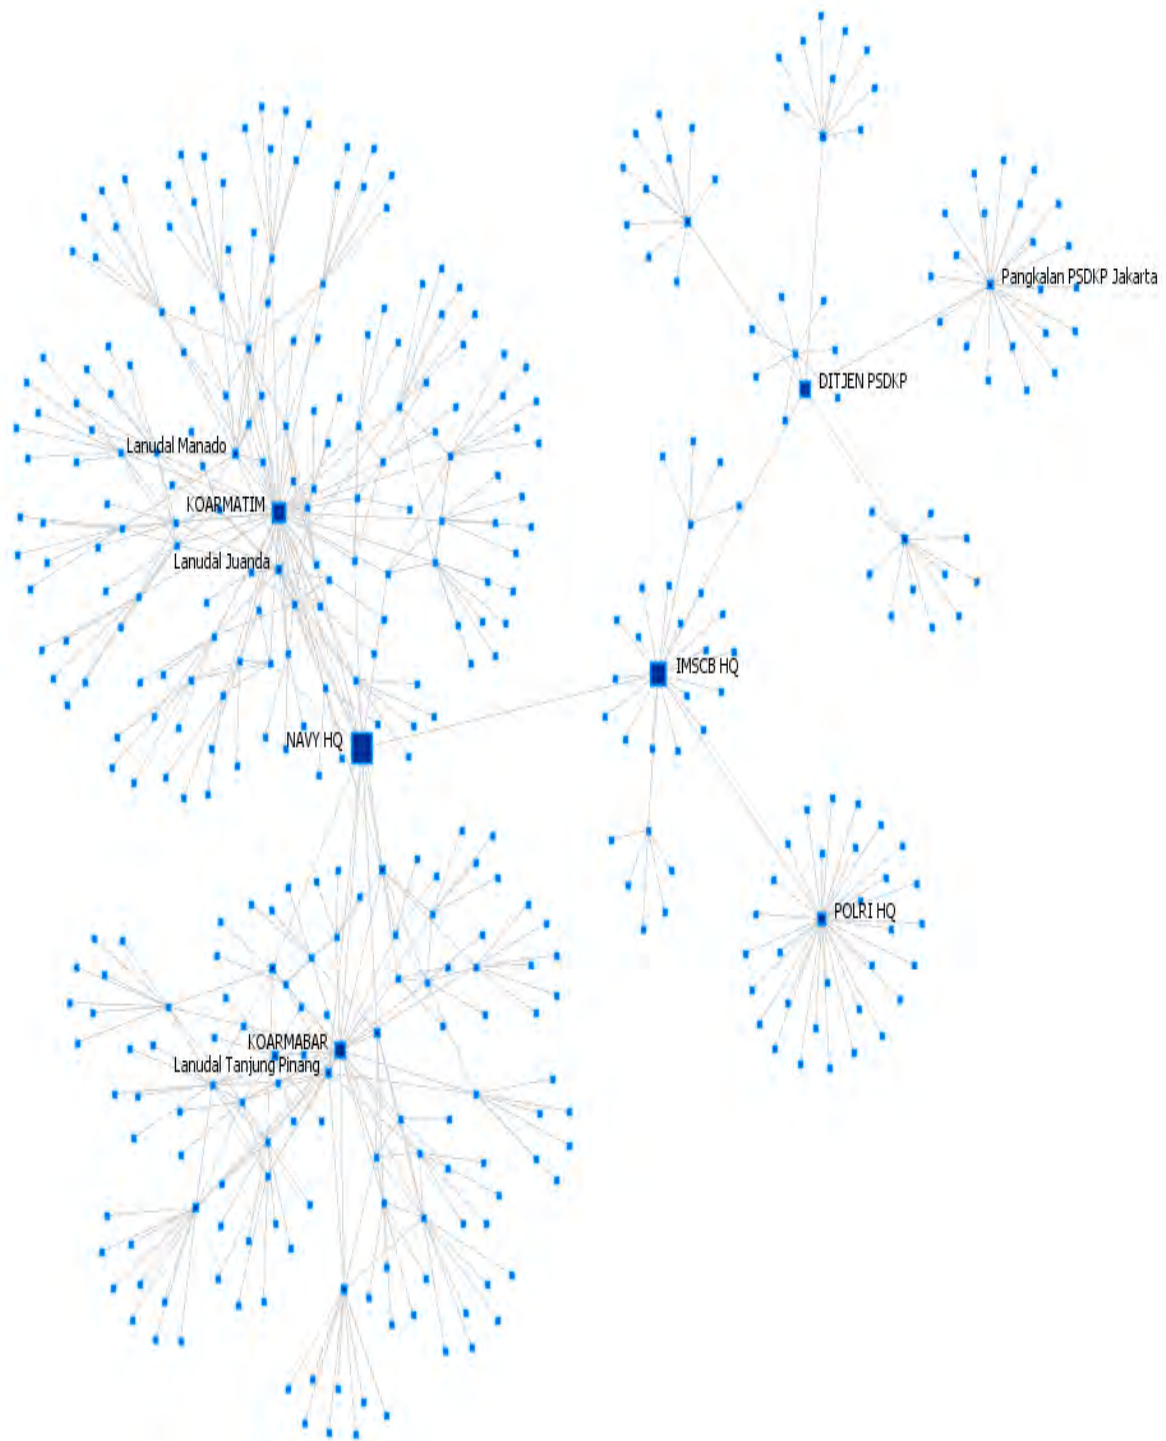 Pangkalan PSDKP Jakarta
DITJEN PSDKP
Lanudal Manado
KOARMATIM
Lanudal Juanda
IMSCB HQ
NAVY HQ
POLRI HQ
KOARMABAR
Lanudal Tanjung Pinang